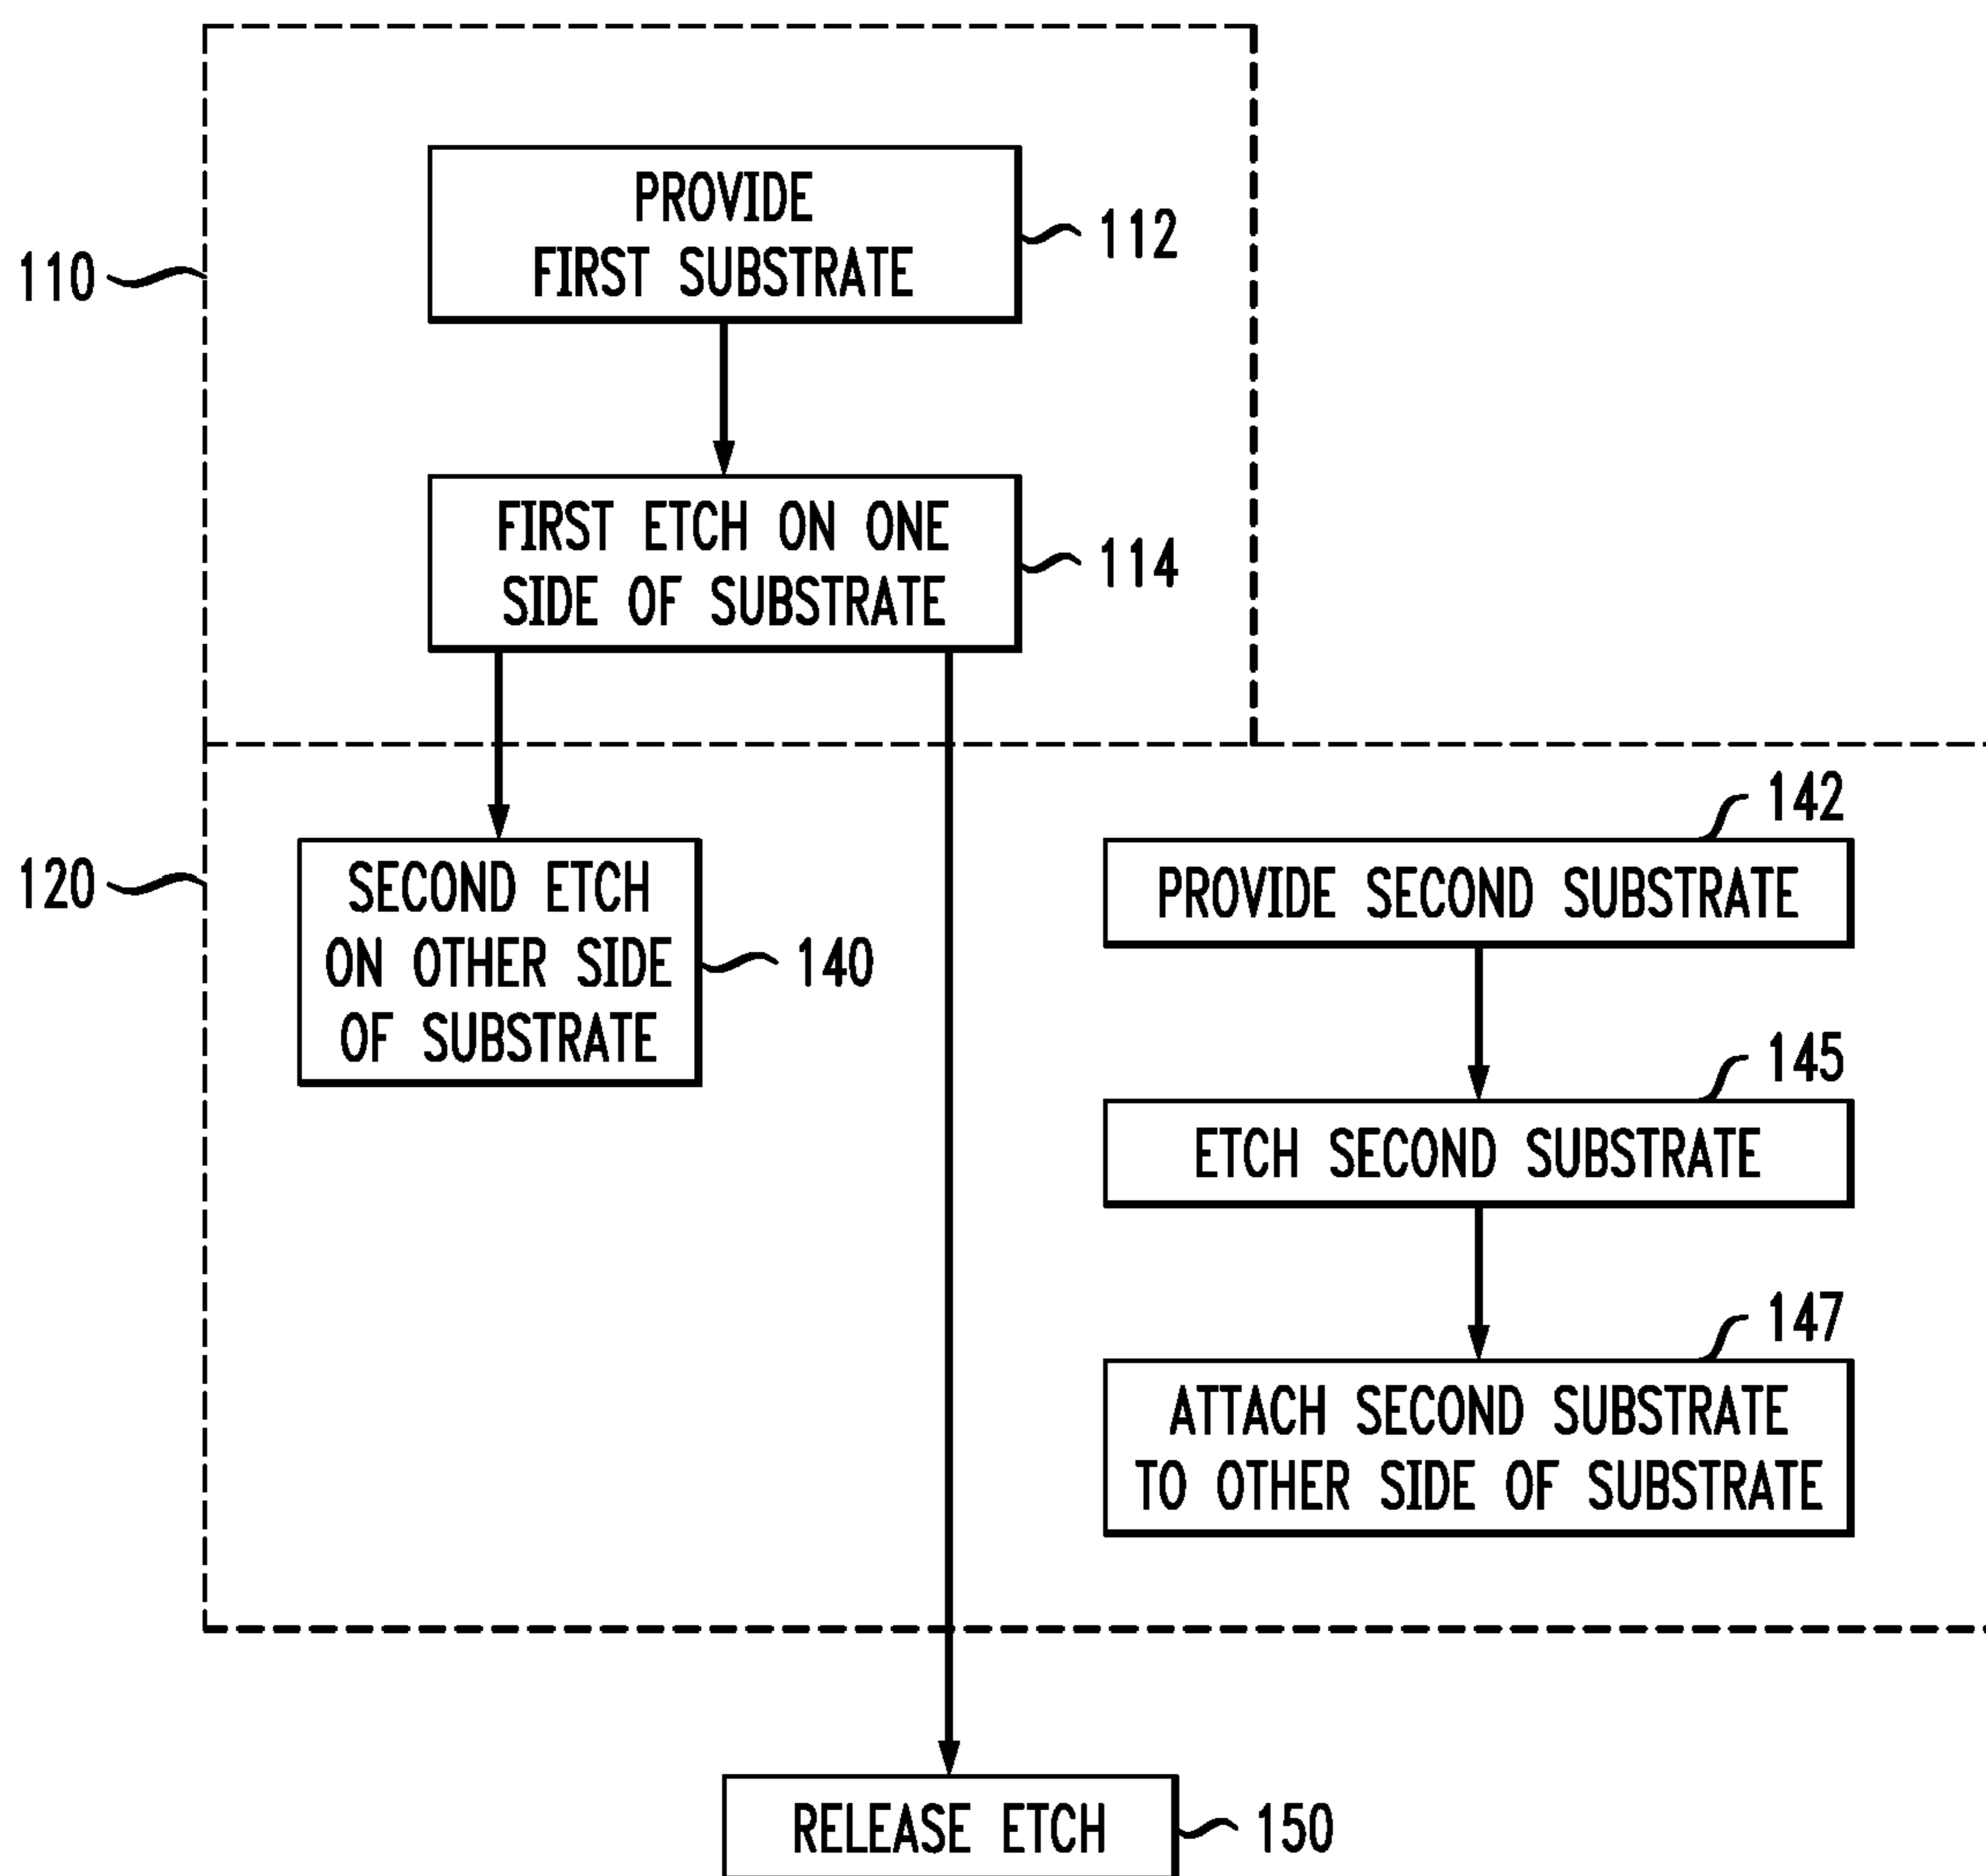 PROVIDE
FIRST SUBSTRATE
112
110
FIRST ETCH ON ONE
SIDE OF SUBSTRATE
114
142
120
SECOND ETCH
ON OTHER SIDE
OF SUBSTRATE
140
PROVIDE SECOND SUBSTRATE
145
ETCH SECOND SUBSTRATE
147
ATTACH SECOND SUBSTRATE
TO OTHER SIDE OF SUBSTRATE
RELEASE ETCH
150